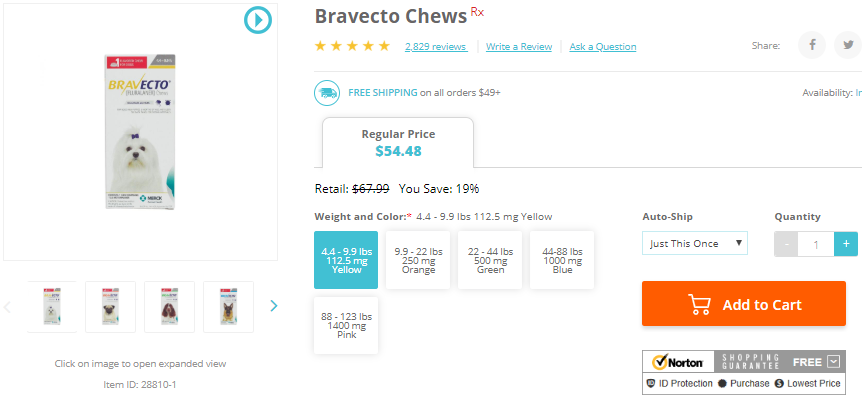 Bravecto Chews Rx
2,829 reviews
Write a Review
Ask a Question
Share:
FREE SHIPPING on all orders $49+
Availability: In
Regular Price
$54.48
Retail: $67.99 You Save: 19%
Weight and Color:* 4.4 - 9.9 lbs 112.5 mg Yellow
4.4 - 9.9 lbs
112.5 mg
Yellow
9.9 - 22 lbs
250 mg
Orange
22 - 44 lbs
500 mg
Green
44-88 lbs
1000 mg
Blue
88 - 123 lbs
1400 mg
Pink
Auto-Ship
Just This Once
Quantity
- 1 +
Add to Cart
Norton
SHOPPING
GUARANTEE
FREE
ID Protection
Purchase
Lowest Price
BRAVECTO
MERCK
Click on image to open expanded view
Item ID: 28810-1